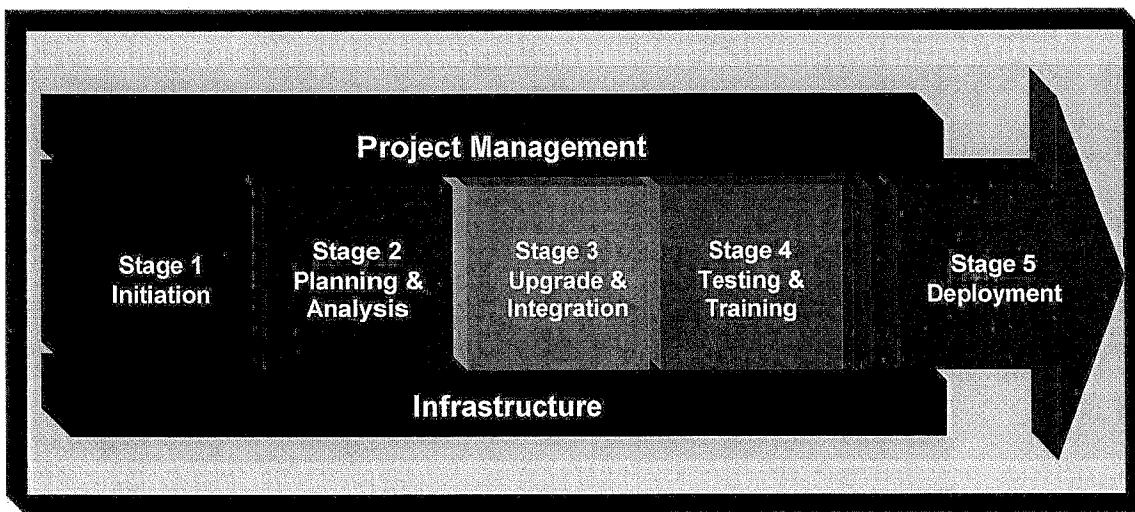 Project Management
Stage 1
Initiation
Stage 2
Planning &
Analysis
Stage 3
Upgrade &
Integration
Stage 4
Testing &
Training
Stage 5
Deployment
Infrastructure